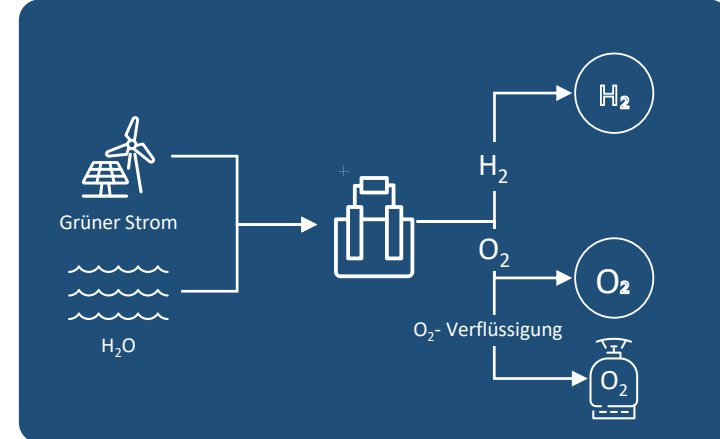 H₂
Grüner Strom
H₂
O₂
O₂
O₂- Verflüssigung
H₂O
O₂